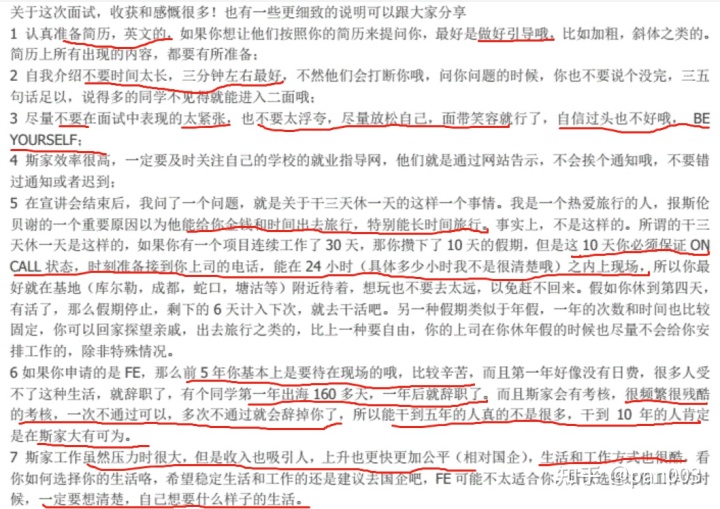 关于这次面试，收获和感慨很多！也有一些更细致的说明可以跟大家分享
1 认真准备简历，英文的。如果你想让他们按照你的简历来提问你，最好是做好引导哦，比如加粗，斜体之类的。
简历上所有出现的内容，都要有所准备；
2 自我介绍不要时间太长，三分钟左右最好，不然他们会打断你哦，问你问题的时候，你也不要说个没完，三五
句话足以，说得多的同学不见得就能进入二面哦；
3 尽量不要在面试中表现的太紧张，也不要太浮夸，尽量放松自己，面带笑容就行了，自信过头也不好哦， BE
YOURSELF；
4 斯家效率很高，一定要及时关注自己的学校的就业指导网，他们就是通过网站告示，不会挨个通知哦，不要错
过通知或者迟到；
5 在宣讲会结束后，我问了一个问题，就是关于干三天休一天的这样一个事情。我是一个热爱旅行的人，报斯伦
贝谢的一个重要原因以为他能给你金钱和时间出去旅行，特别能长时间旅行。事实上，不是这样的。所谓的干三
天休一天是这样的，如果你有一个项目连续工作了 30 天，那你攒下了 10 天的假期，但是这 10 天你必须保证 ON
CALL 状态，时刻准备接到你上司的电话，能在 24 小时（具体多少小时我不是很清楚哦）之内上现场，所以你最
好就在基地（库尔勒，成都，蛇口，塘沽等）附近待着，想玩也不要去太远，以免赶不回来。假如你休到第四天，
有活了，那么假期停止，剩下的 6 天计入下次，就去干活吧。另一种假期类似于年假，一年的次数和时间也比较
固定，你可以回家探望亲戚，出去旅行之类的，比上一种要自由，你的上司在你休年假的时候也尽量不会给你安
排工作的，除非特殊情况。
6 如果你申请的是 FE，那么前 5 年你基本上是要待在现场的哦，比较辛苦，而且第一年好像没有日费，很多人受
不了这种生活，就辞职了，有个同学第一年出海 160 多天，一年后就辞职了。而且斯家会有考核，很频繁很残酷
的考核，一次不通过可以，多次不通过就会辞掉你了，所以能干到五年的人真的不是很多，干到 10 年的人肯定
是在斯家大有可为。
7 斯家工作虽然压力时很大，但是收入也吸引人，上升也更快更加公平（相对国企），生活和工作方式也很酷，看
你如何选择你的生活咯，希望稳定生活和工作的还是建议去国企吧，FE 可能不太适合你。
候，一定要想清楚，自己想要什么样子的生活。
知乎 @pan003